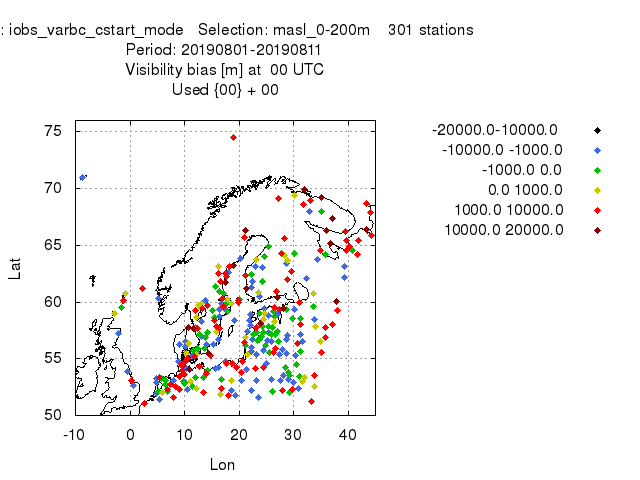 : iobs_varbc_cstart_mode Selection: masl_0-200m 301 stations
Period: 20190801-20190811
Visibility bias [m] at 00 UTC
Used {00} + 00
-20000.0-10000.0
-10000.0 -1000.0
-1000.0 0.0
0.0 1000.0
1000.0 10000.0
10000.0 20000.0
75
70
65
60
55
50
Lat
-10 0 10 20 30 40
Lon